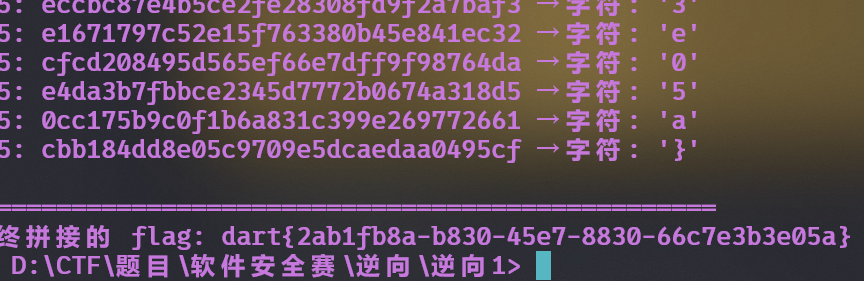 5: eccbc87e4b5ce2fe28308fd9f2a7baf3 → 字符: '3'
5: e1671797c52e15f763380b45e841ec32 → 字符: 'e'
5: cfcd208495d565ef66e7dff9f98764da → 字符: '0'
5: e4da3b7fbbce2345d7772b0674a318d5 → 字符: '5'
5: 0cc175b9c0f1b6a831c399e269772661 → 字符: 'a'
5: cbb184dd8e05c9709e5dcaedaa0495cf → 字符: '}'
=================================================
终拼接的 flag: dart{2ab1fb8a-b830-45e7-8830-66c7e3b3e05a}
D:\CTF\题目\软件安全赛\逆向\逆向1>